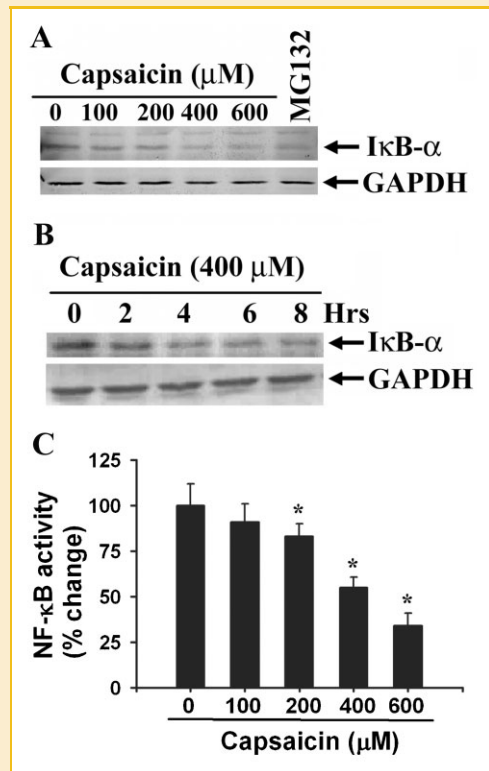 A
Capsaicin (μM)
MG132
0 100 200 400 600
IκB-α
GAPDH
B
Capsaicin (400 μM)
0 2 4 6 8 Hrs
IκB-α
GAPDH
C
NF-κB activity
(% change)
125
100
75
50
25
0
* * *
0 100 200 400 600
Capsaicin (μM)